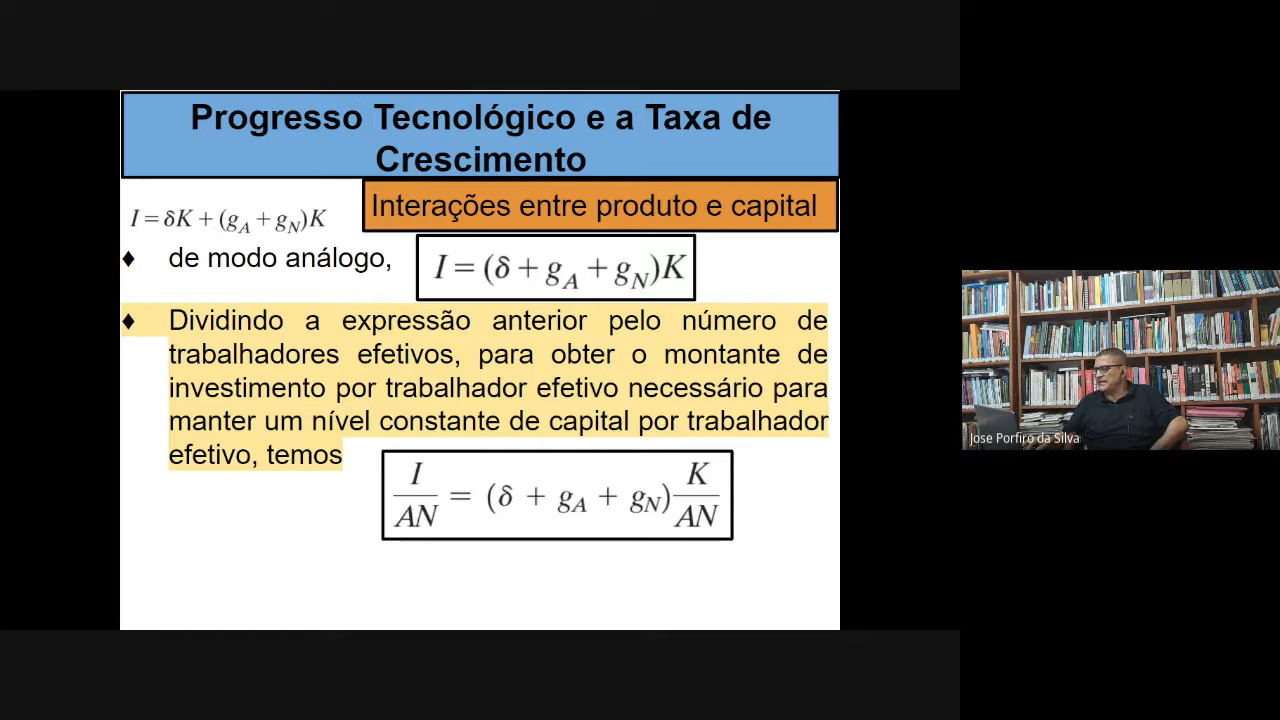 Progresso Tecnológico e a Taxa de
Crescimento
Interações entre produto e capital
I = δK + (g_A + g_N)K
♦ de modo análogo,
I = (δ + g_A + g_N)K
♦ Dividindo a expressão anterior pelo número de
trabalhadores efetivos, para obter o montante de
investimento por trabalhador efetivo necessário para
manter um nível constante de capital por trabalhador
efetivo, temos
I/AN = (δ + g_A + g_N) K/AN
Jose Porfiro da Silva